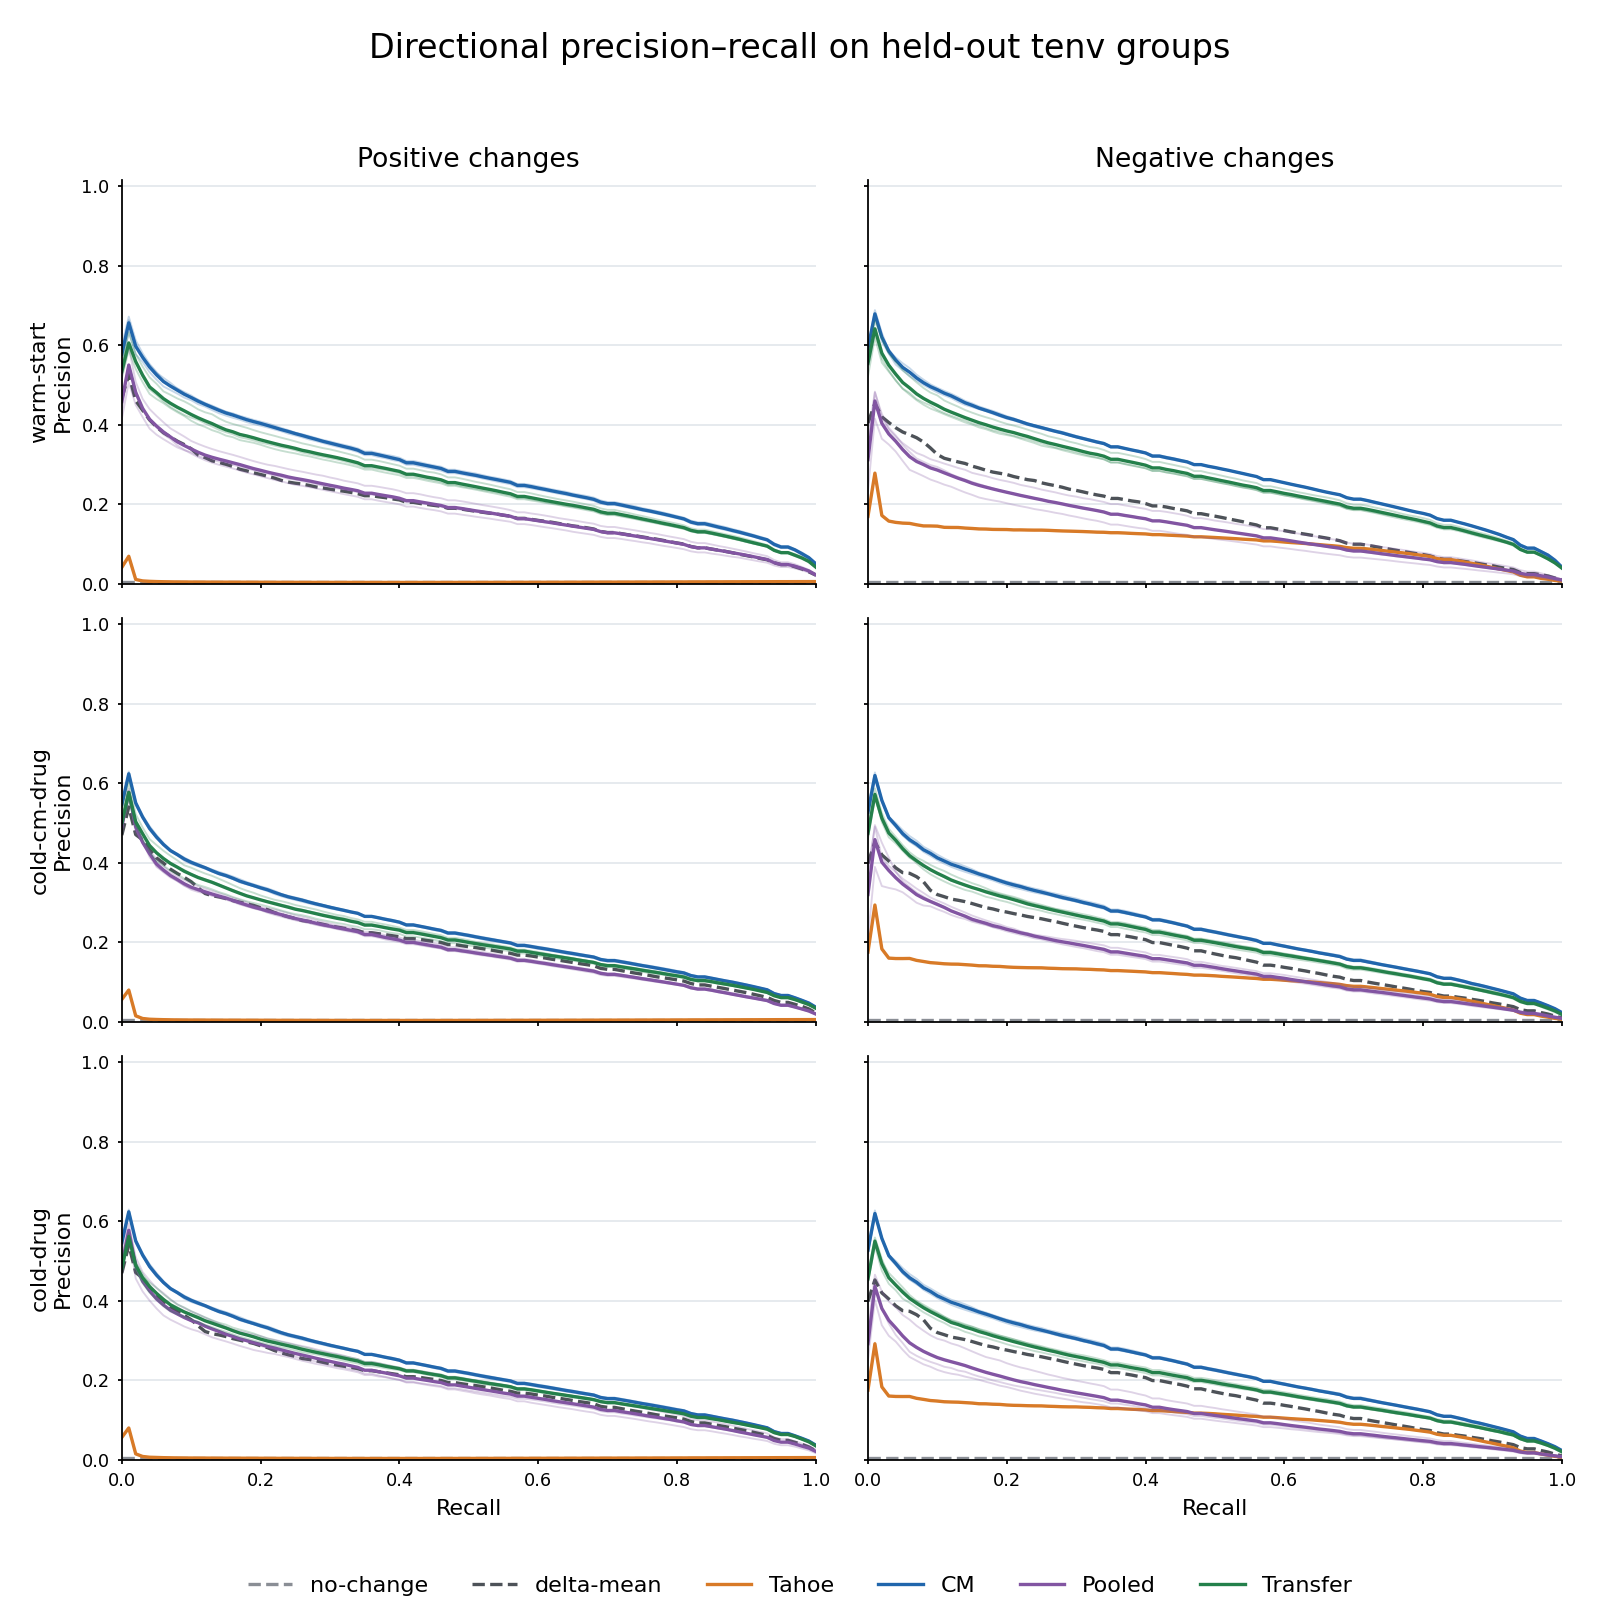 Directional precision–recall on held-out tenv groups
Positive changes
Negative changes
warm-start
Precision
1.0
0.8
0.6
0.4
0.2
0.0
cold-cm-drug
Precision
1.0
0.8
0.6
0.4
0.2
0.0
cold-drug
Precision
1.0
0.8
0.6
0.4
0.2
0.0
0.0 0.2 0.4 0.6 0.8 1.0
0.0 0.2 0.4 0.6 0.8 1.0
Recall
Recall
no-change delta-mean Tahoe CM Pooled Transfer